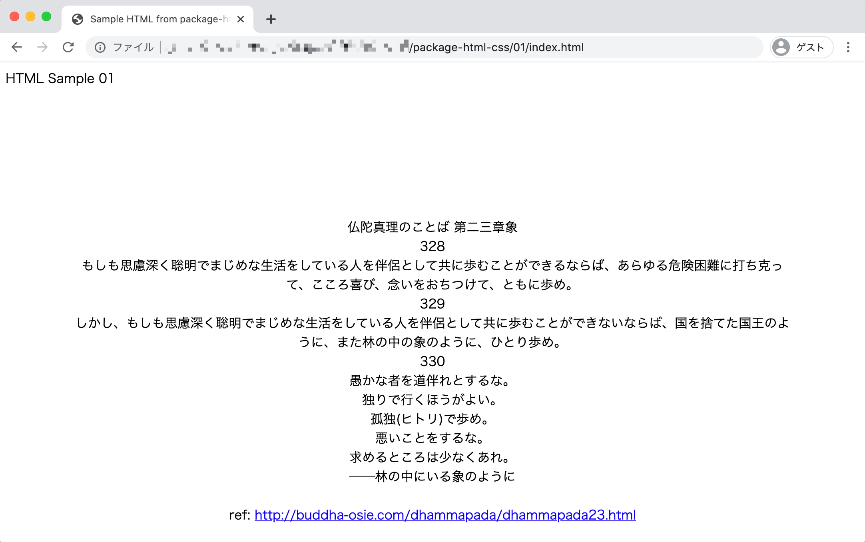 Sample HTML from package-h
ファイル
/package-html-css/01/index.html
ゲスト
HTML Sample 01
仏陀真理のことば 第二三章象
328
もしも思慮深く聡明でまじめな生活をしている人を伴侶として共に歩むことができるならば、あらゆる危険困難に打ち克っ
て、こころ喜び、念いをおちつけて、ともに歩め。
329
しかし、もしも思慮深く聡明でまじめな生活をしている人を伴侶として共に歩むことができないならば、国を捨てた国王のよ
うに、また林の中の象のように、ひとり歩め。
330
愚かな者を道伴れとするな。
独りで行くほうがよい。
孤独(ヒトリ)で歩め。
悪いことをするな。
求めるところは少なくあれ。
──林の中にいる象のように
ref: http://buddha-osie.com/dhammapada/dhammapada23.html